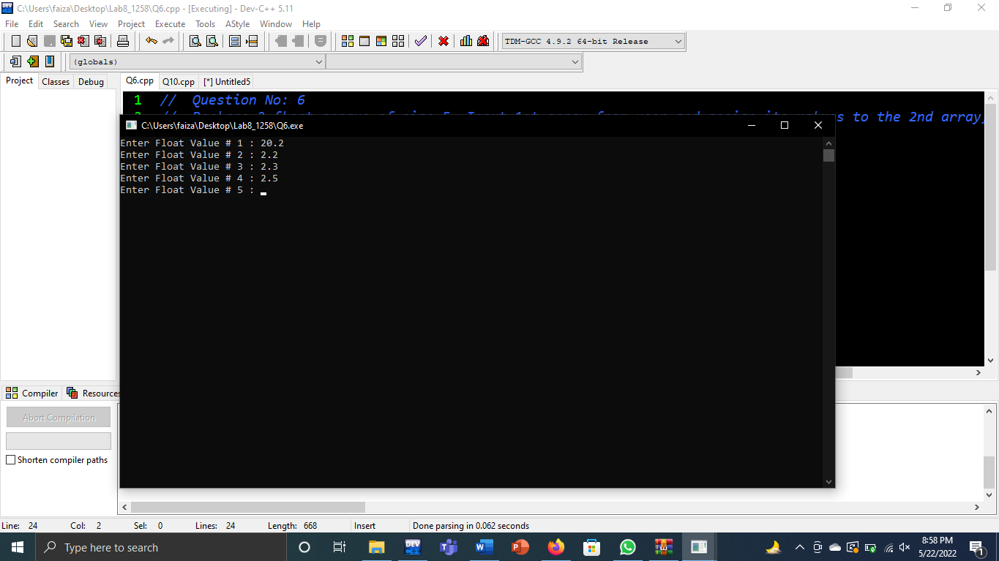 C:\Users\faiza\Desktop\Lab8_1258\Q6.cpp - [Executing] - Dev-C++ 5.11
File Edit Search View Project Execute Tools AStyle Window Help
TDM-GCC 4.9.2 64-bit Release
(globals)
Project Classes Debug Q6.cpp Q10.cpp [*] Untitled5
1 // Question No: 6
s to the 2nd array,
C:\Users\faiza\Desktop\Lab8_1258\Q6.exe
Enter Float Value # 1 : 20.2
Enter Float Value # 2 : 2.2
Enter Float Value # 3 : 2.3
Enter Float Value # 4 : 2.5
Enter Float Value # 5 :
Compiler Resources
Abort Compilation
Shorten compiler paths
Line: 24 Col: 2 Sel: 0 Lines: 24 Length: 668 Insert Done parsing in 0.062 seconds
Type here to search
DEV
8:58 PM
5/22/2022
1